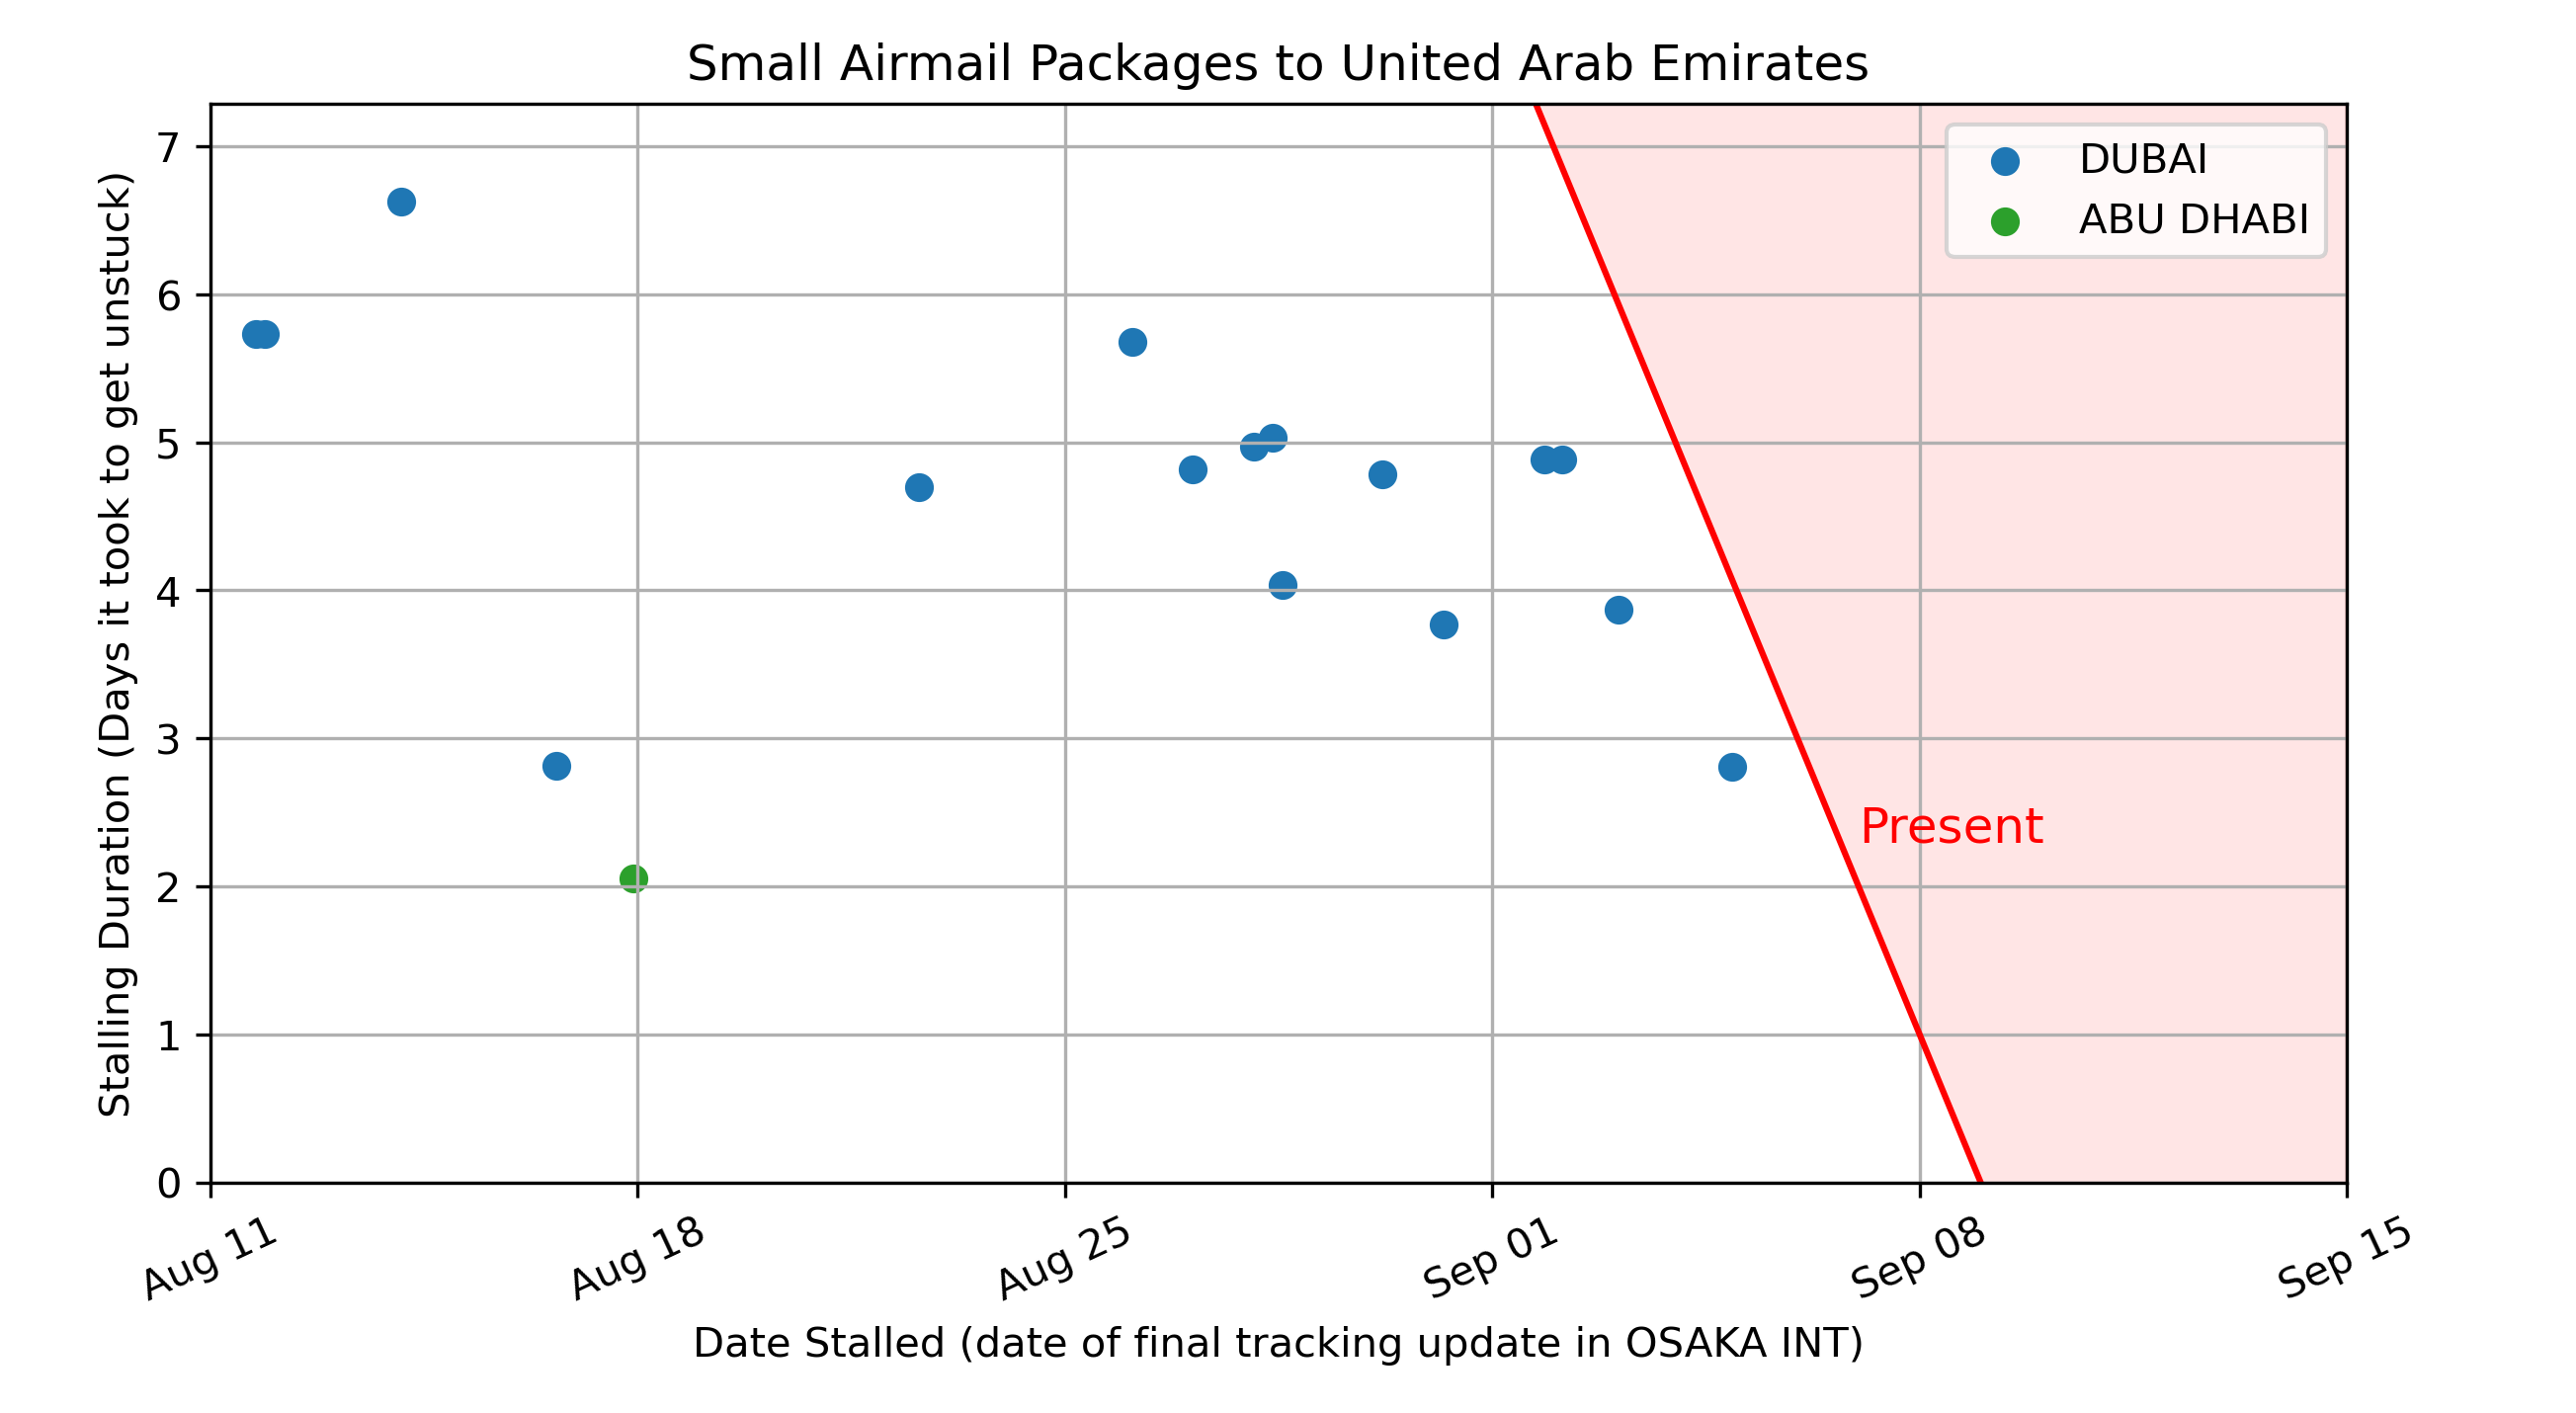 Small Airmail Packages to United Arab Emirates
Stalling Duration (Days it took to get unstuck)
7
6
5
4
3
2
1
0
DUBAI
ABU DHABI
Present
Aug 11
Aug 18
Aug 25
Sep 01
Sep 08
Sep 15
Date Stalled (date of final tracking update in OSAKA INT)